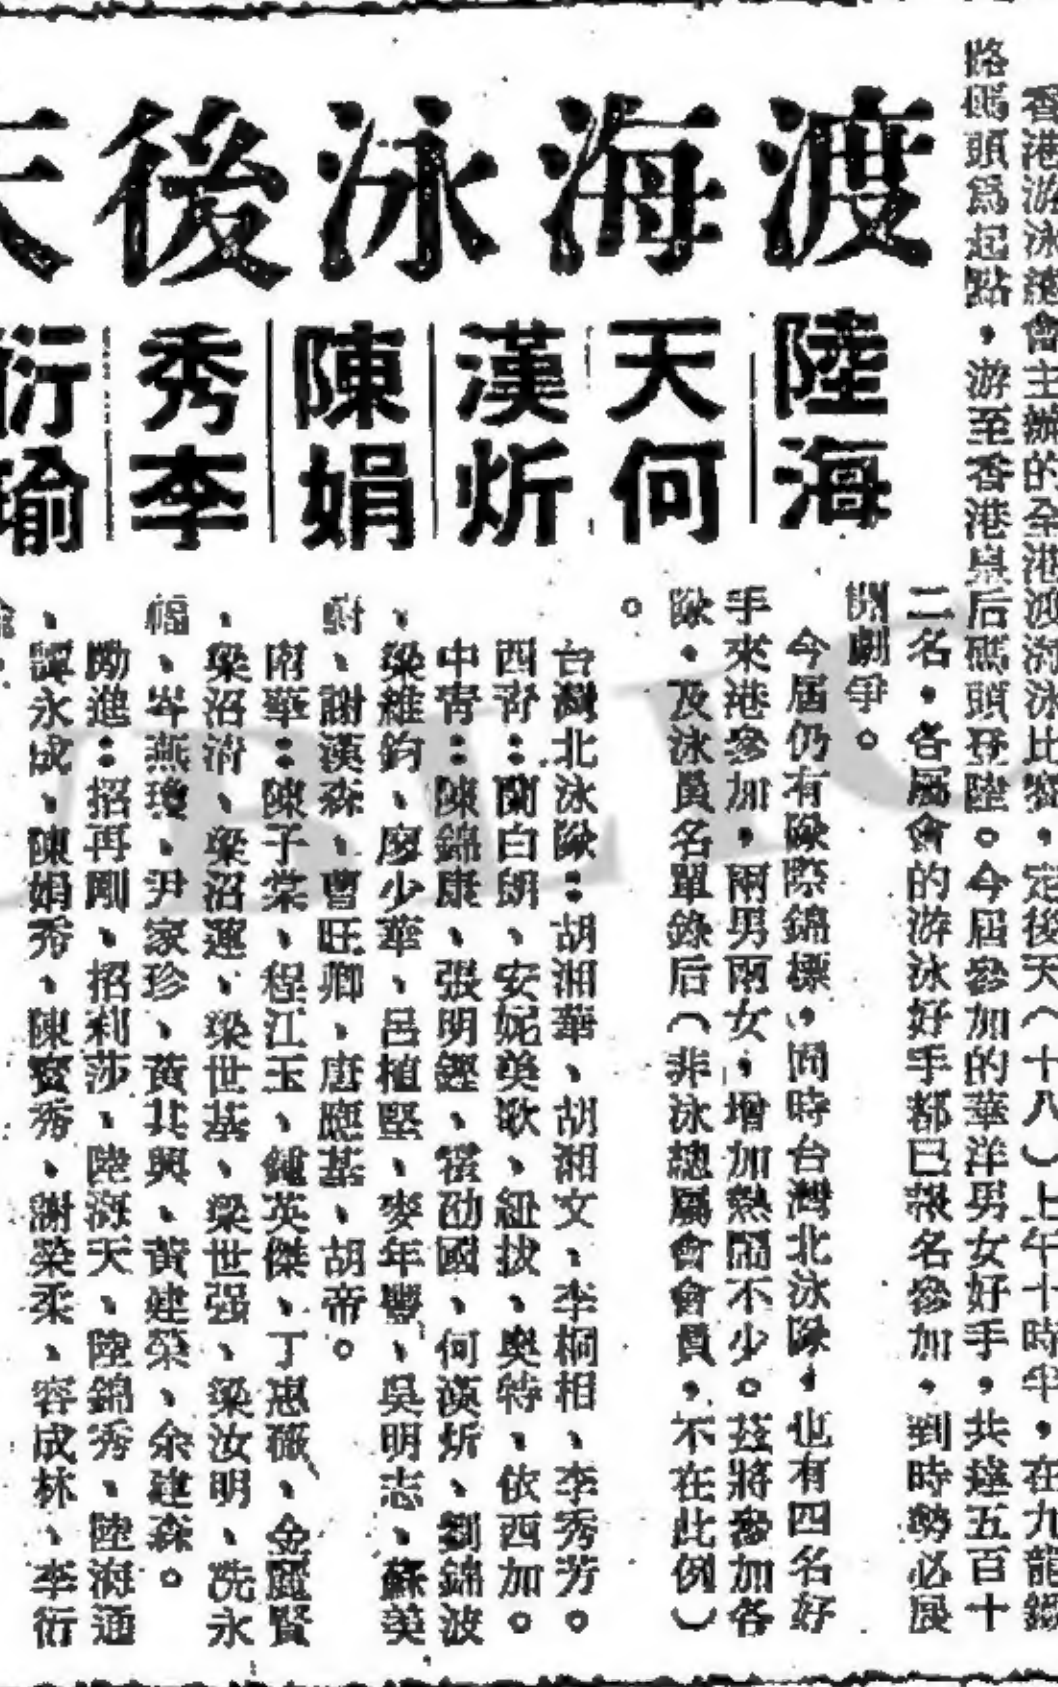 渡海泳後天
陸海
天何
漢炘
陳娟
秀李
衍瑜
香港游泳總會主辦的全港渡海泳比賽，定後天（十八）上午十時半，在九龍鐵
路碼頭為起點，游至香港皇后碼頭登陸。今屆參加的華洋男女好手，共達五百十
二名，各屬會的游泳好手都已報名參加，到時勢必展
開劇爭。
今屆仍有隊際錦標，同時台灣北泳隊，也有四名好
手來港參加，兩男兩女，增加熱鬧不少。茲將參加各
隊，及泳員名單錄后（非泳總屬會會員，不在此例）
。
台灣北泳隊：胡湘華、胡湘文、李桐相、李秀芳。
西青：蘭白朗、安妮美歌、紐拔、奧特、依西加。
中青：陳錦康、張明鏗、霍劭國、何漢炘、劉錦波
、梁維鈞、廖少華、呂植堅、麥年豐、吳明志、蘇美
、謝漢森、曹旺卿、唐應基、胡帝。
南華：陳子棠、程江玉、鍾英傑、丁惠薇、金麗賢
、梁沼清、梁沼蓮、梁世基、梁世强、梁汝明、冼永
福、岑燕瓊、尹家珍、黃其興、黃建榮、余建森。
勵進：招再剛、招莉莎、陸海天、陸錦秀、陸海通
、譚永成、陳娟秀、陳寶秀、謝榮柔、容成林、李衍